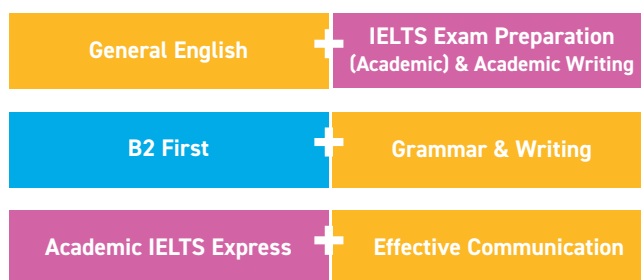 General English + IELTS Exam Preparation
(Academic) & Academic Writing
B2 First + Grammar & Writing
Academic IELTS Express + Effective Communication